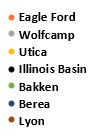 Eagle Ford
Wolfcamp
Utica
Illinois Basin
Bakken
Berea
Lyon